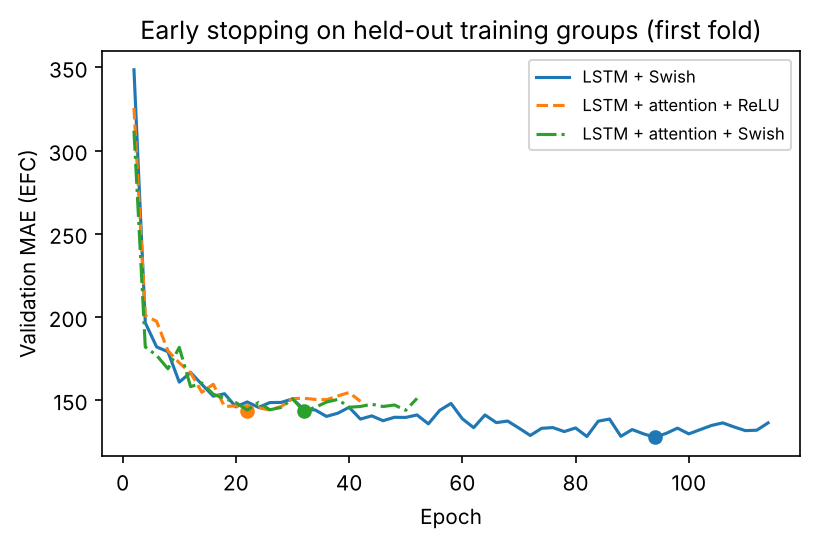 Early stopping on held-out training groups (first fold)
LSTM + Swish
LSTM + attention + ReLU
LSTM + attention + Swish
Validation MAE (EFC)
350
300
250
200
150
0 20 40 60 80 100
Epoch